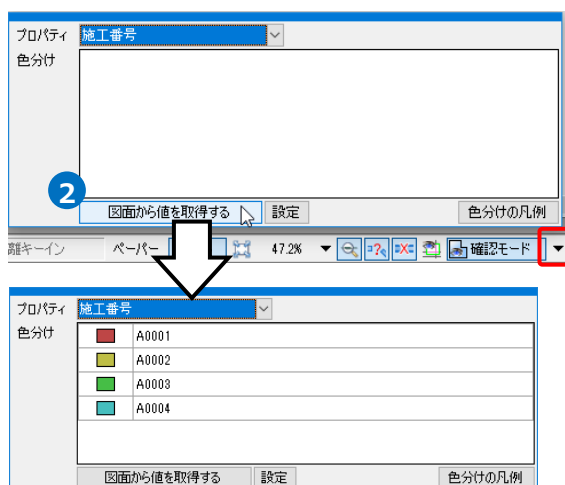 プロパティ 施工番号
色分け
2
図面から値を取得する 設定 色分けの凡例
離キーイン ペーパー 47.2% 確認モード
プロパティ 施工番号
色分け A0001
A0002
A0003
A0004
図面から値を取得する 設定 色分けの凡例